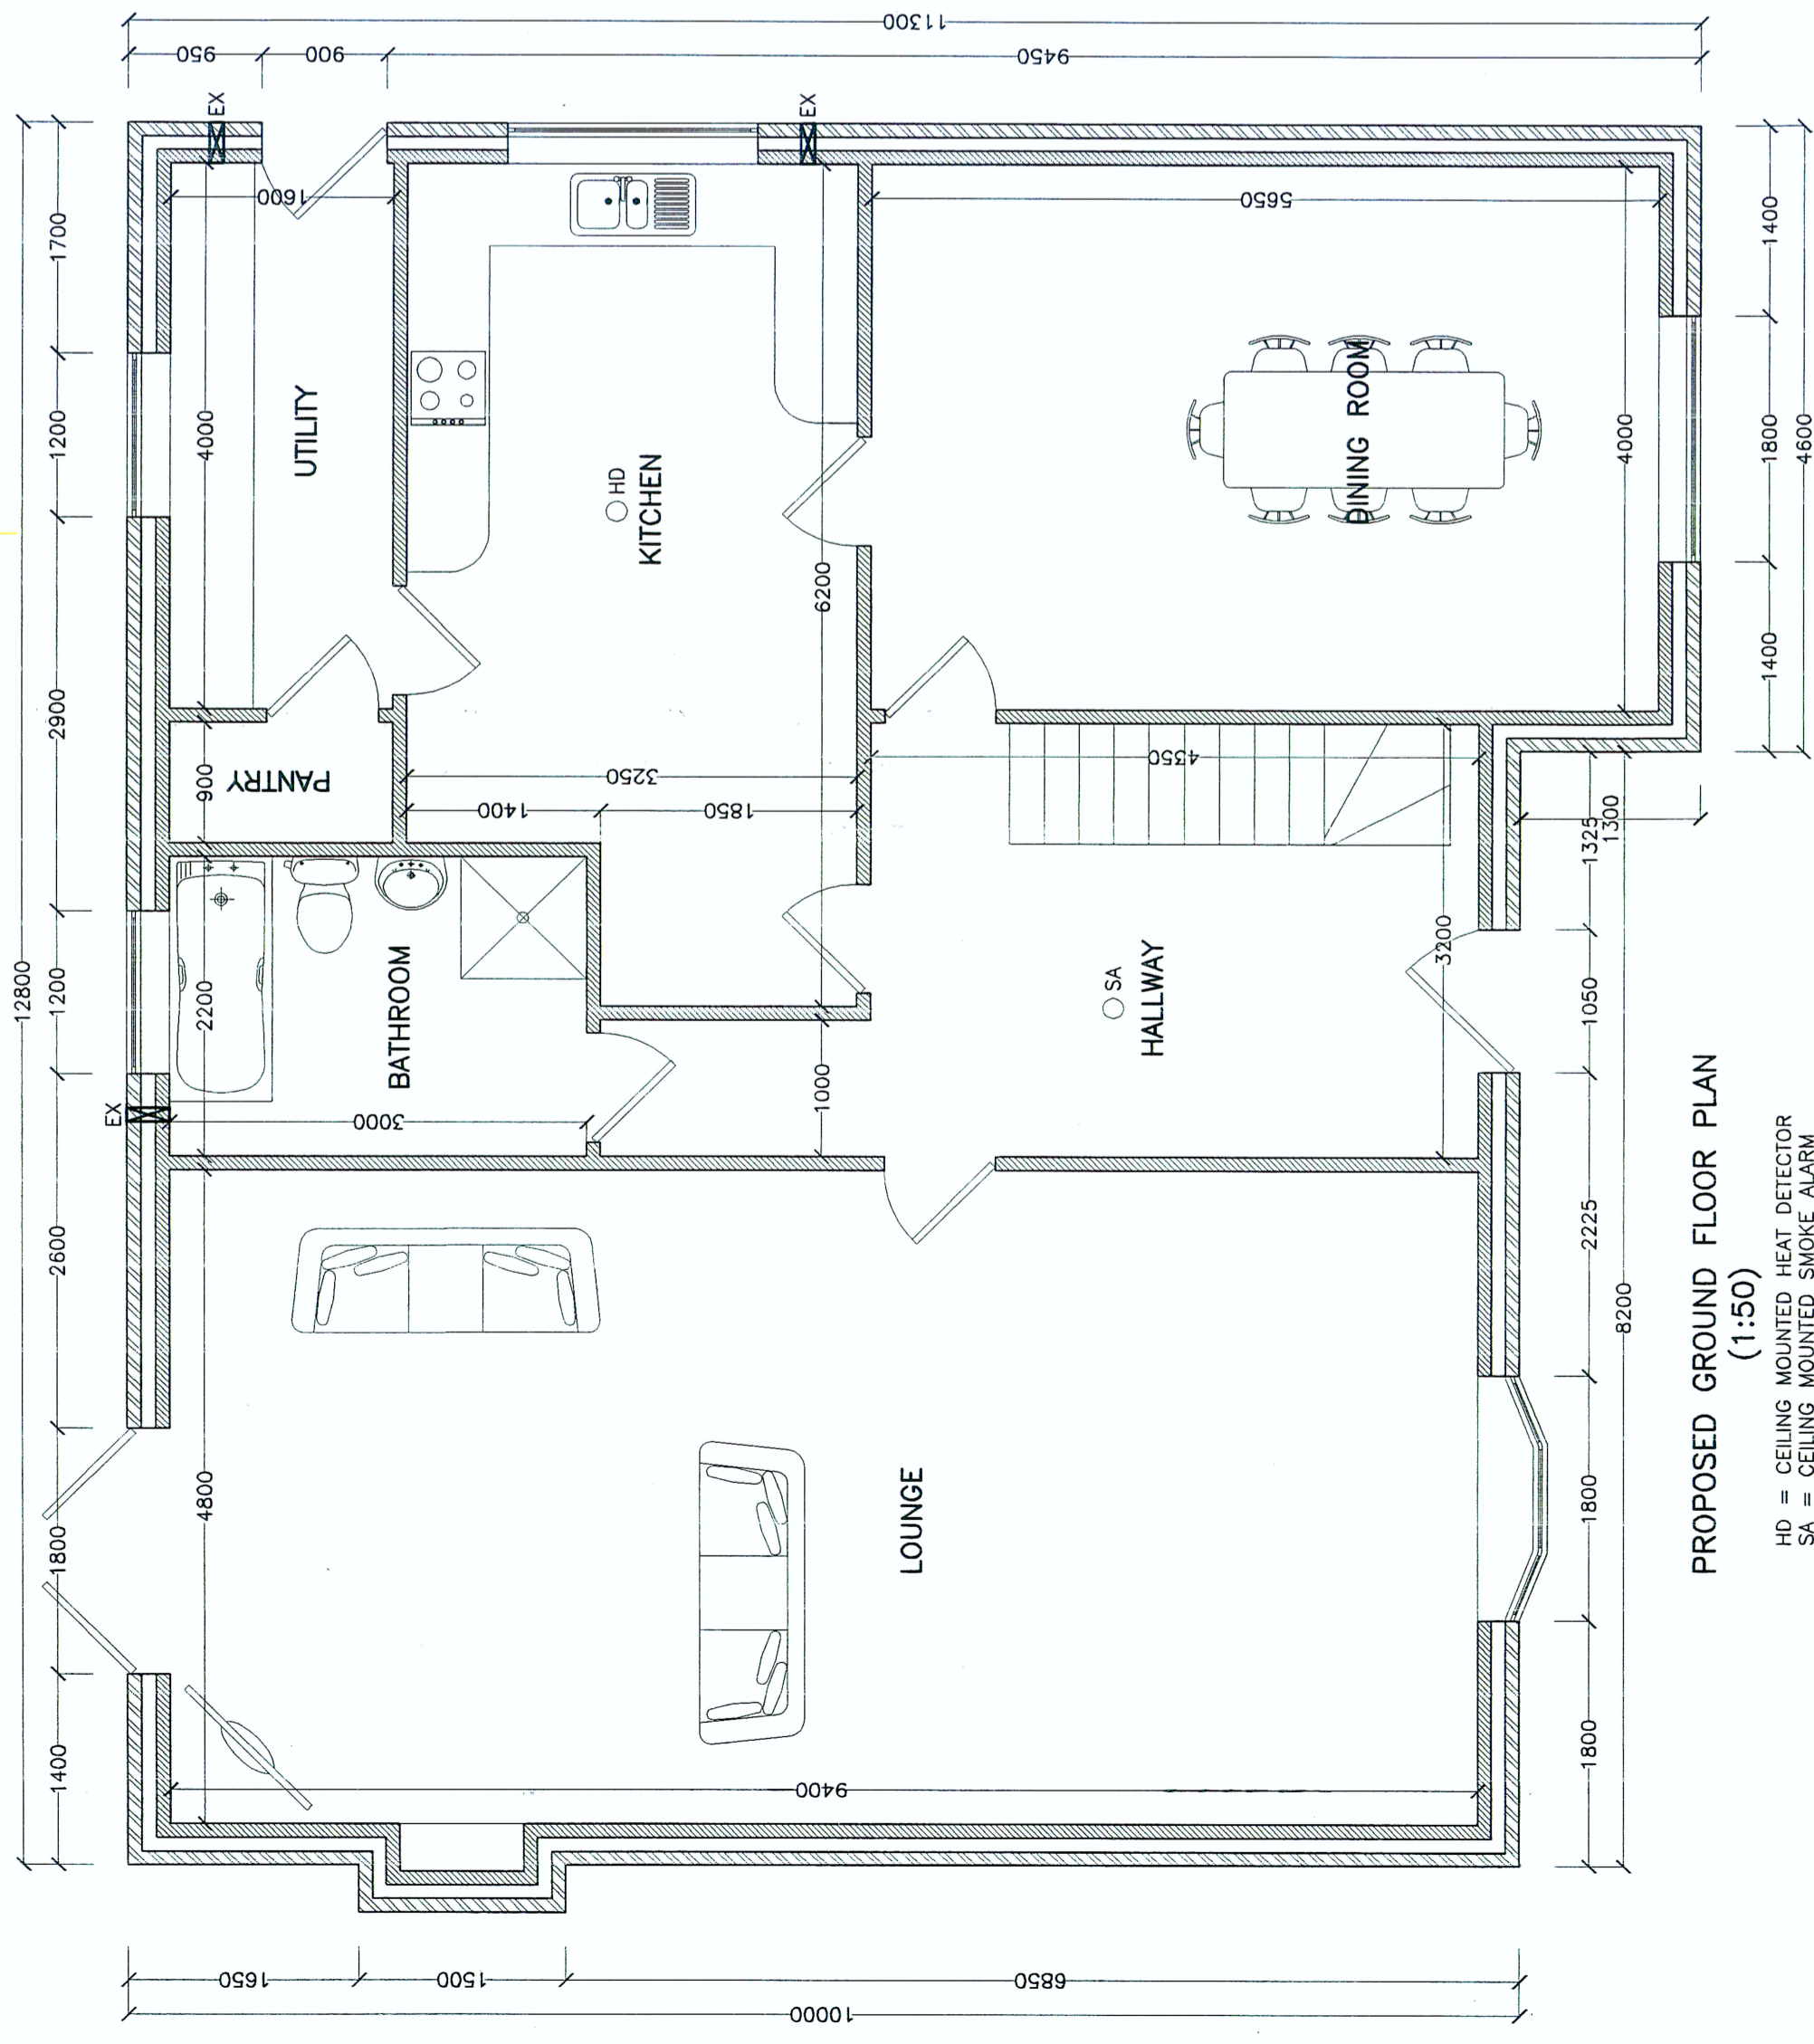 12800
1400
1800
2600
1200
2900
1200
1700
EX
EX
EX
950
900
9450
11300
4800
2200
900
4000
1600
UTILITY
PANTRY
BATHROOM
3000
KITCHEN
HD
1400
1850
3250
6200
1000
LOUNGE
9400
HALLWAY
SA
4350
3200
DINING ROOM
5650
4000
1650
1500
6850
10000
1800
1800
2225
1050
1325
1300
8200
1400
1800
1400
4600
PROPOSED GROUND FLOOR PLAN
(1:50)
HD = CEILING MOUNTED HEAT DETECTOR
SA = CEILING MOUNTED SMOKE ALARM